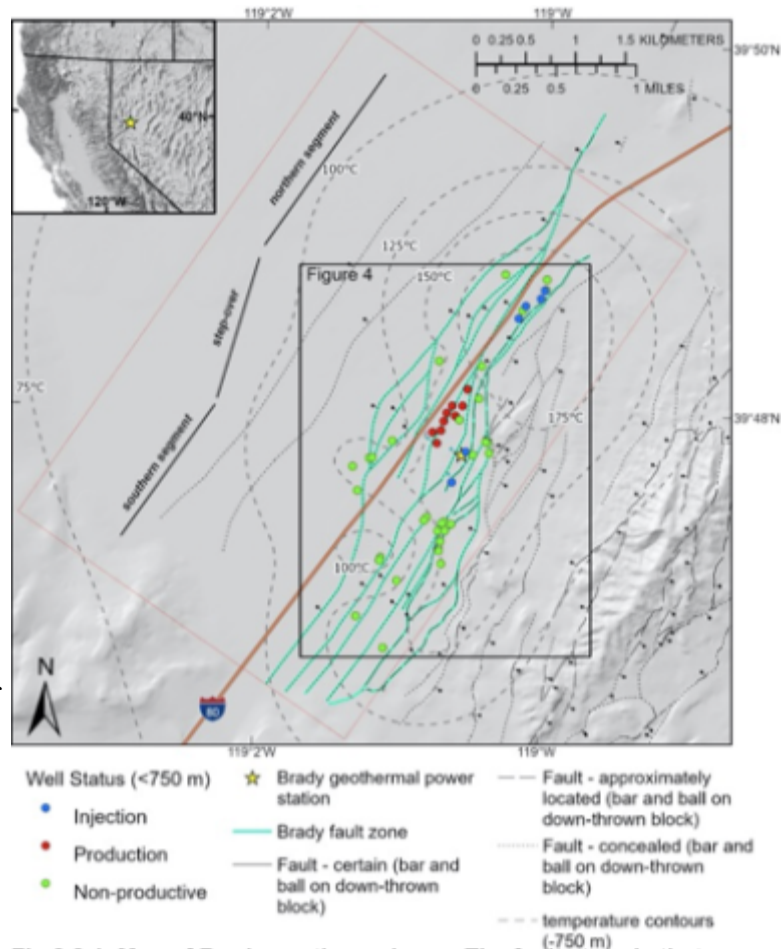 119°2'W
119°W
0 0.25 0.5 1 1.5 KILOMETERS
39°50'N
0 0.25 0.5 1 MILES
40°N
120°W
northern segment
100°C
125°C
Figure 4
150°C
step-over
75°C
175°C
39°48'N
southern segment
100°C
N
80
119°2'W
119°W
Well Status (<750 m)
Injection
Production
Non-productive
Brady geothermal power
station
Brady fault zone
Fault - certain (bar and
ball on down-thrown
block)
Fault - approximately
located (bar and ball on
down-thrown block)
Fault - concealed (bar and
ball on down-thrown
block)
temperature contours
(-750 m)